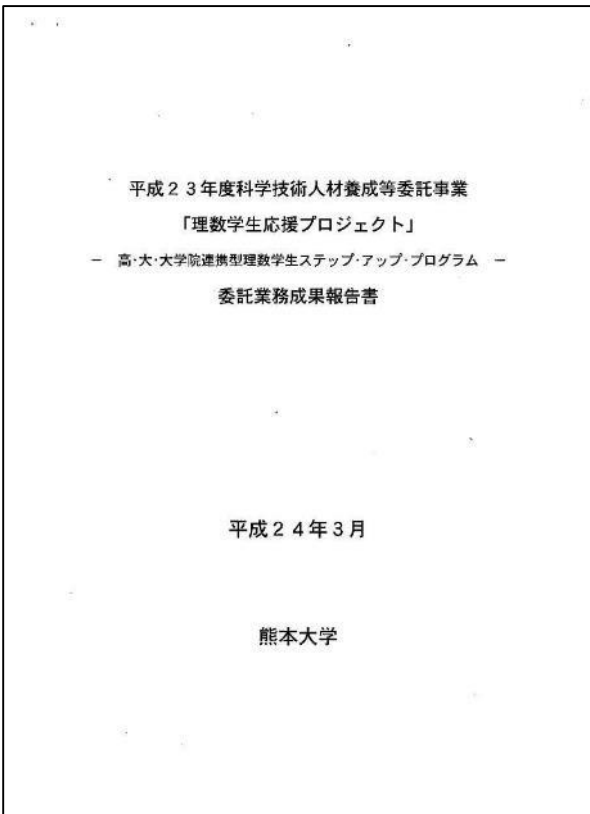 平成２３年度科学技術人材養成等委託事業
「理数学生応援プロジェクト」
－ 高･大･大学院連携型理数学生ステップ･アップ･プログラム －
委託業務成果報告書
平成２４年３月
熊本大学